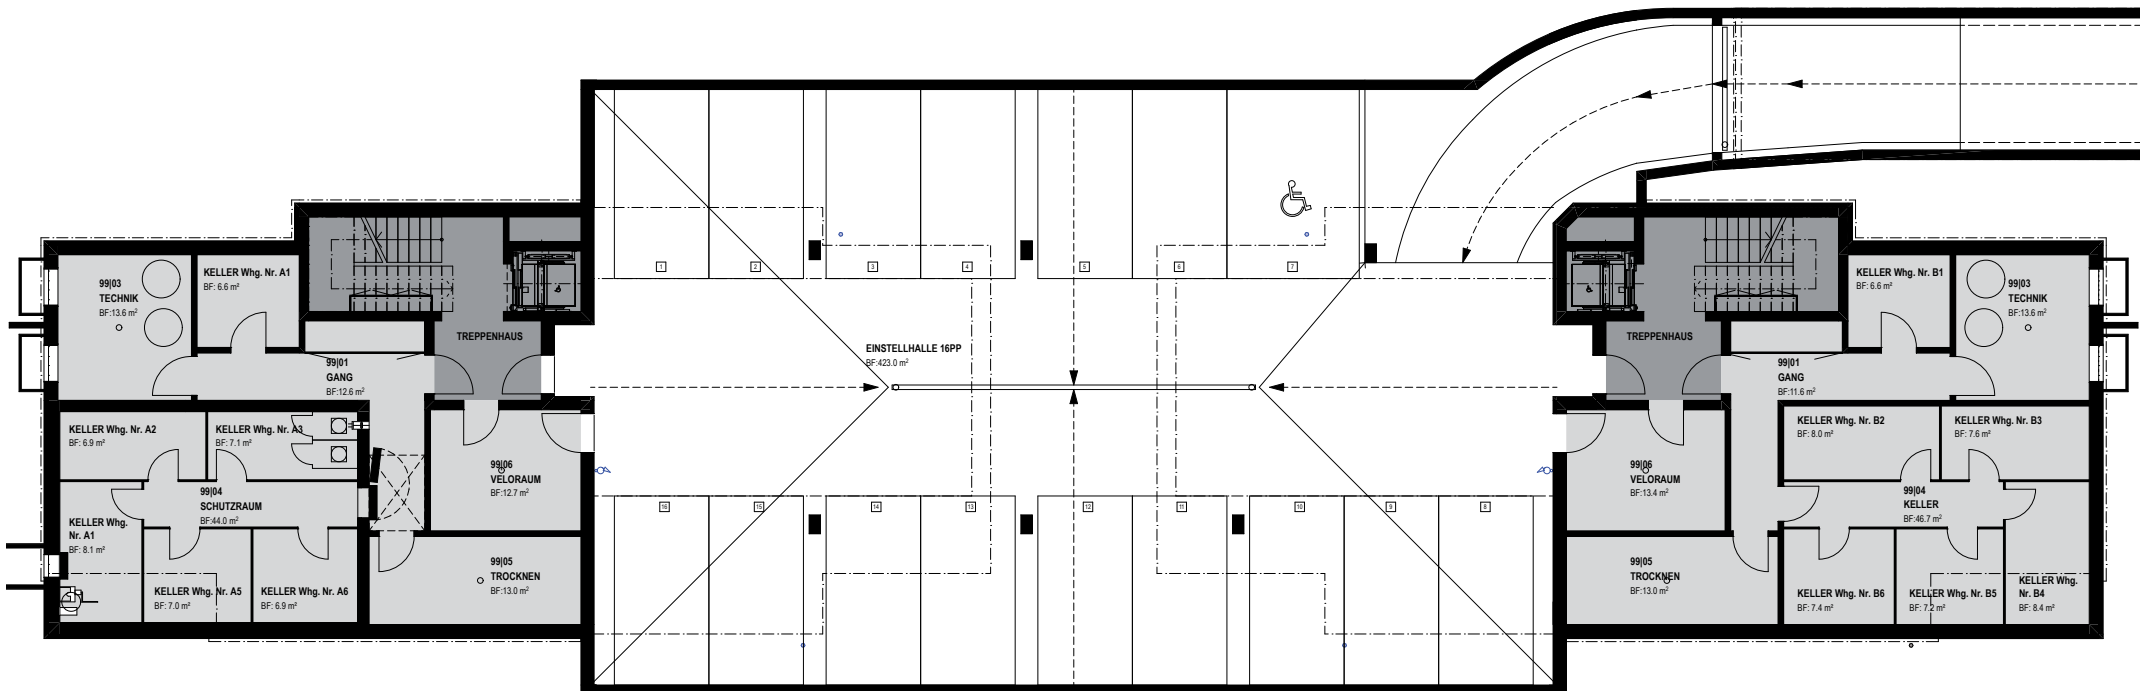 99|03
TECHNIK
BF:13.6 m²
KELLER Whg. Nr. A1
BF: 6.6 m²
TREPPENHAUS
99|01
GANG
BF:12.6 m²
KELLER Whg. Nr. A2
BF: 6.9 m²
KELLER Whg. Nr. A3
BF: 7.1 m²
99|04
SCHUTZRAUM
BF:44.0 m²
KELLER Whg.
Nr. A1
BF: 8.1 m²
KELLER Whg. Nr. A5
BF: 7.0 m²
KELLER Whg. Nr. A6
BF: 6.9 m²
99|06
VELORAUM
BF:12.7 m²
99|05
TROCKNEN
BF:13.0 m²
1
2
3
4
5
6
7
EINSTELLHALLE 16PP
BF:423.0 m²
16
15
14
13
12
11
10
9
8
TREPPENHAUS
KELLER Whg. Nr. B1
BF: 6.6 m²
99|03
TECHNIK
BF:13.6 m²
99|01
GANG
BF:11.6 m²
KELLER Whg. Nr. B2
BF: 8.0 m²
KELLER Whg. Nr. B3
BF: 7.6 m²
99|06
VELORAUM
BF:13.4 m²
99|04
KELLER
BF:46.7 m²
99|05
TROCKNEN
BF:13.0 m²
KELLER Whg. Nr. B6
BF: 7.4 m²
KELLER Whg. Nr. B5
BF: 7.2 m²
KELLER Whg.
Nr. B4
BF: 8.4 m²